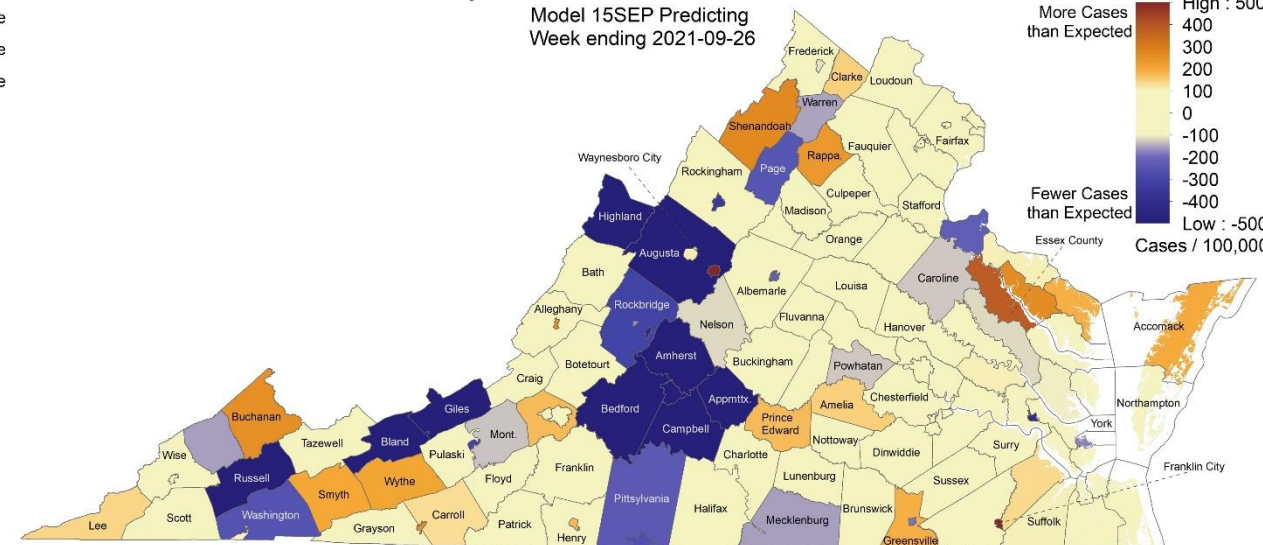 Model 15SEP Predicting
Week ending 2021-09-26
e
e
e
More Cases
than Expected
High : 500
400
300
200
100
0
-100
-200
-300
-400
Low : -500
Fewer Cases
than Expected
Cases / 100,000
Frederick
Clarke
Loudoun
Warren
Shenandoah
Fairfax
Waynesboro City
Page
Rappa.
Fauquier
Rockingham
Culpeper
Stafford
Madison
Highland
Orange
Essex County
Augusta
Bath
Albemarle
Louisa
Caroline
Rockbridge
Alleghany
Nelson
Fluvanna
Hanover
Accomack
Amherst
Botetourt
Buckingham
Powhatan
Craig
Chesterfield
Northampton
Buchanan
Giles
Bedford
Appmttx.
Amelia
Prince
Edward
Campbell
York
Bland
Mont.
Tazewell
Nottoway
Surry
Wise
Pulaski
Charlotte
Dinwiddie
Franklin City
Russell
Franklin
Floyd
Lunenburg
Sussex
Smyth
Wythe
Pittsylvania
Halifax
Brunswick
Washington
Carroll
Mecklenburg
Suffolk
Lee
Scott
Grayson
Patrick
Henry
Greensville